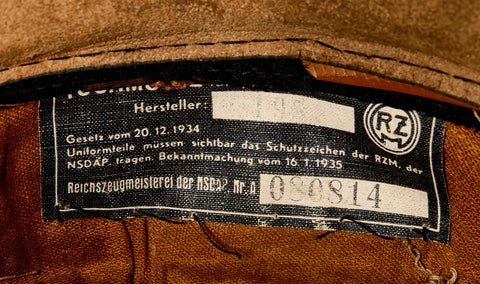 Hersteller:
RZM
Gesetz vom 20.12.1934
Uniformteile müssen sichtbar das Schutzzeichen der RZM. der
NSDAP. tragen. Bekanntmachung vom 16.1.1935
Reichszeugmeisterei der NSDAP. Nr. A 080814